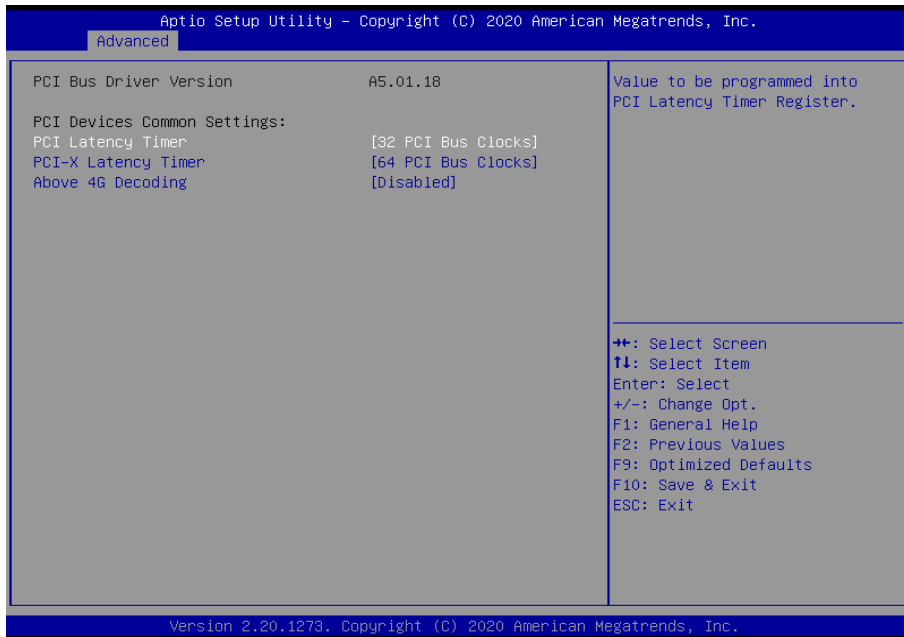 Aptio Setup Utility – Copyright (C) 2020 American Megatrends, Inc.
Advanced
PCI Bus Driver Version A5.01.18
PCI Devices Common Settings:
PCI Latency Timer [32 PCI Bus Clocks]
PCI-X Latency Timer [64 PCI Bus Clocks]
Above 4G Decoding [Disabled]
Value to be programmed into
PCI Latency Timer Register.
→←: Select Screen
↑↓: Select Item
Enter: Select
+/-: Change Opt.
F1: General Help
F2: Previous Values
F9: Optimized Defaults
F10: Save & Exit
ESC: Exit
Version 2.20.1273. Copyright (C) 2020 American Megatrends, Inc.